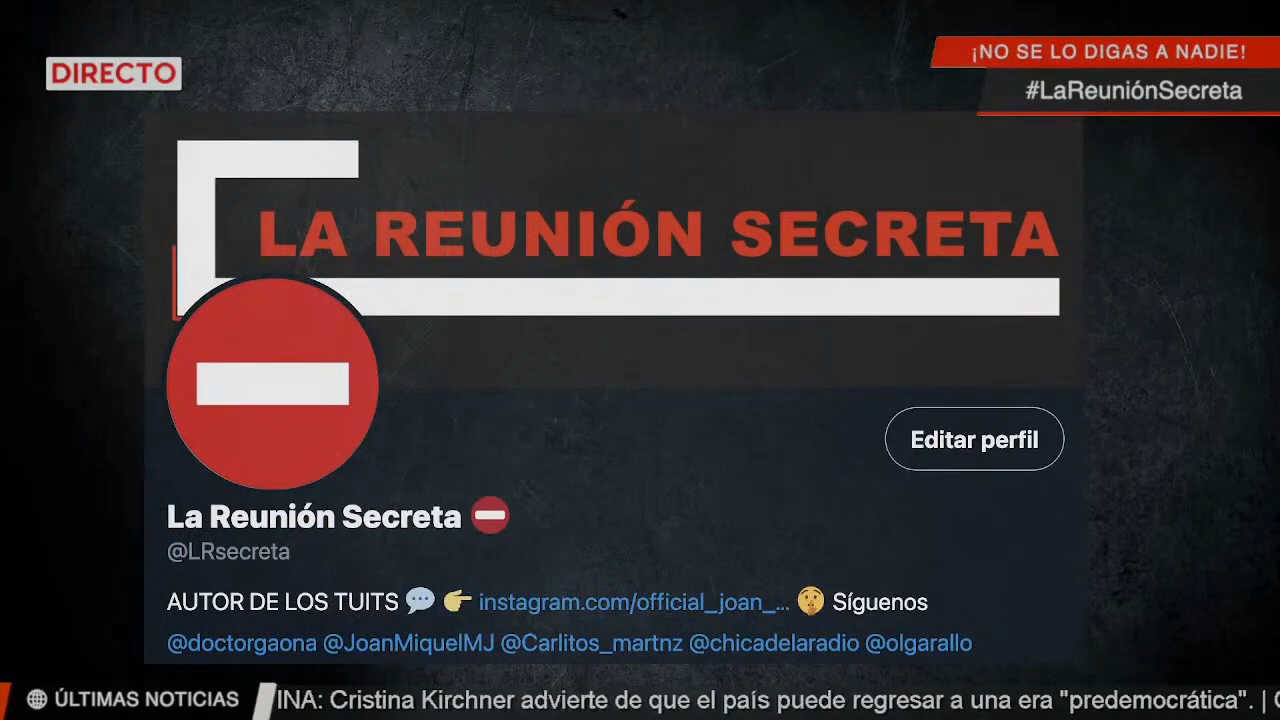 DIRECTO
¡NO SE LO DIGAS A NADIE!
#LaReuniónSecreta
LA REUNIÓN SECRETA
Editar perfil
La Reunión Secreta
@LRsecreta
AUTOR DE LOS TUITS instagram.com/official_joan_... Síguenos
@doctorgaona @JoanMiquelMJ @Carlitos_martnz @chicadelaradio @olgarallo
ÚLTIMAS NOTICIAS INA: Cristina Kirchner advierte de que el país puede regresar a una era "predemocrática". |